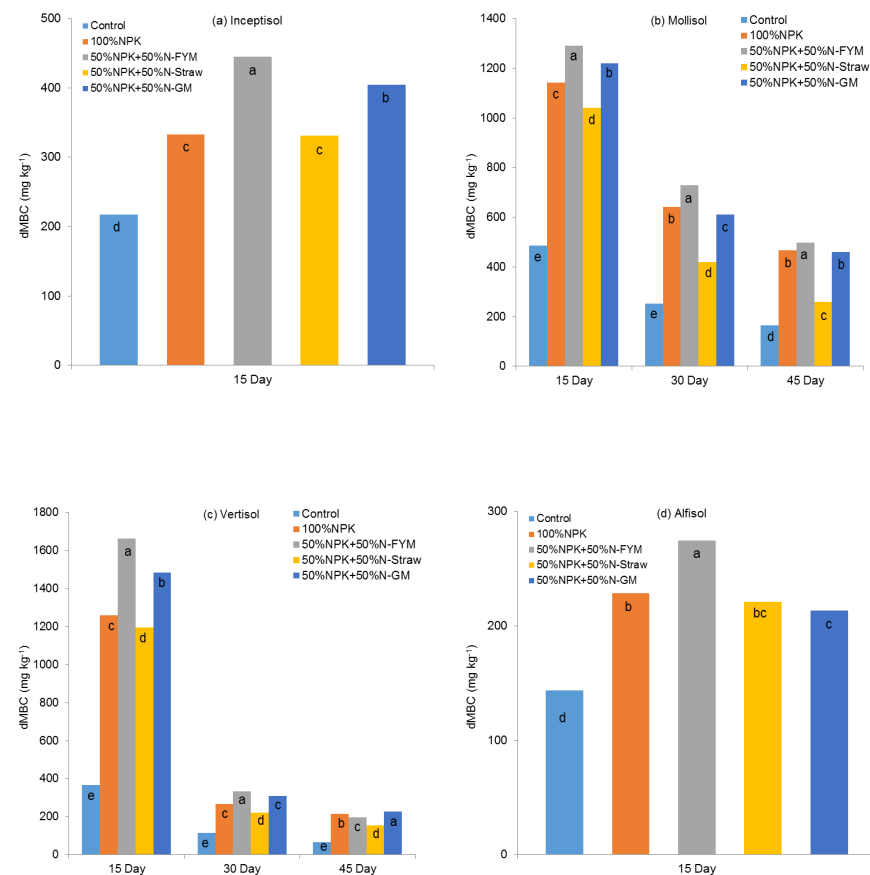 (a) Inceptisol
Control
100%NPK
50%NPK+50%N-FYM
50%NPK+50%N-Straw
50%NPK+50%N-GM
dMBC (mg kg⁻¹)
500
400
300
200
100
0
d
c
a
c
b
15 Day
(b) Mollisol
Control
100%NPK
50%NPK+50%N-FYM
50%NPK+50%N-Straw
50%NPK+50%N-GM
dMBC (mg kg⁻¹)
1400
1200
1000
800
600
400
200
0
e c a d b
e b a d c
d b a c b
15 Day 30 Day 45 Day
(c) Vertisol
Control
100%NPK
50%NPK+50%N-FYM
50%NPK+50%N-Straw
50%NPK+50%N-GM
dMBC (mg kg⁻¹)
1800
1600
1400
1200
1000
800
600
400
200
0
e c a d b
e c a d c
e b c d a
15 Day 30 Day 45 Day
(d) Alfisol
Control
100%NPK
50%NPK+50%N-FYM
50%NPK+50%N-Straw
50%NPK+50%N-GM
dMBC (mg kg⁻¹)
300
200
100
0
d
b
a
bc
c
15 Day